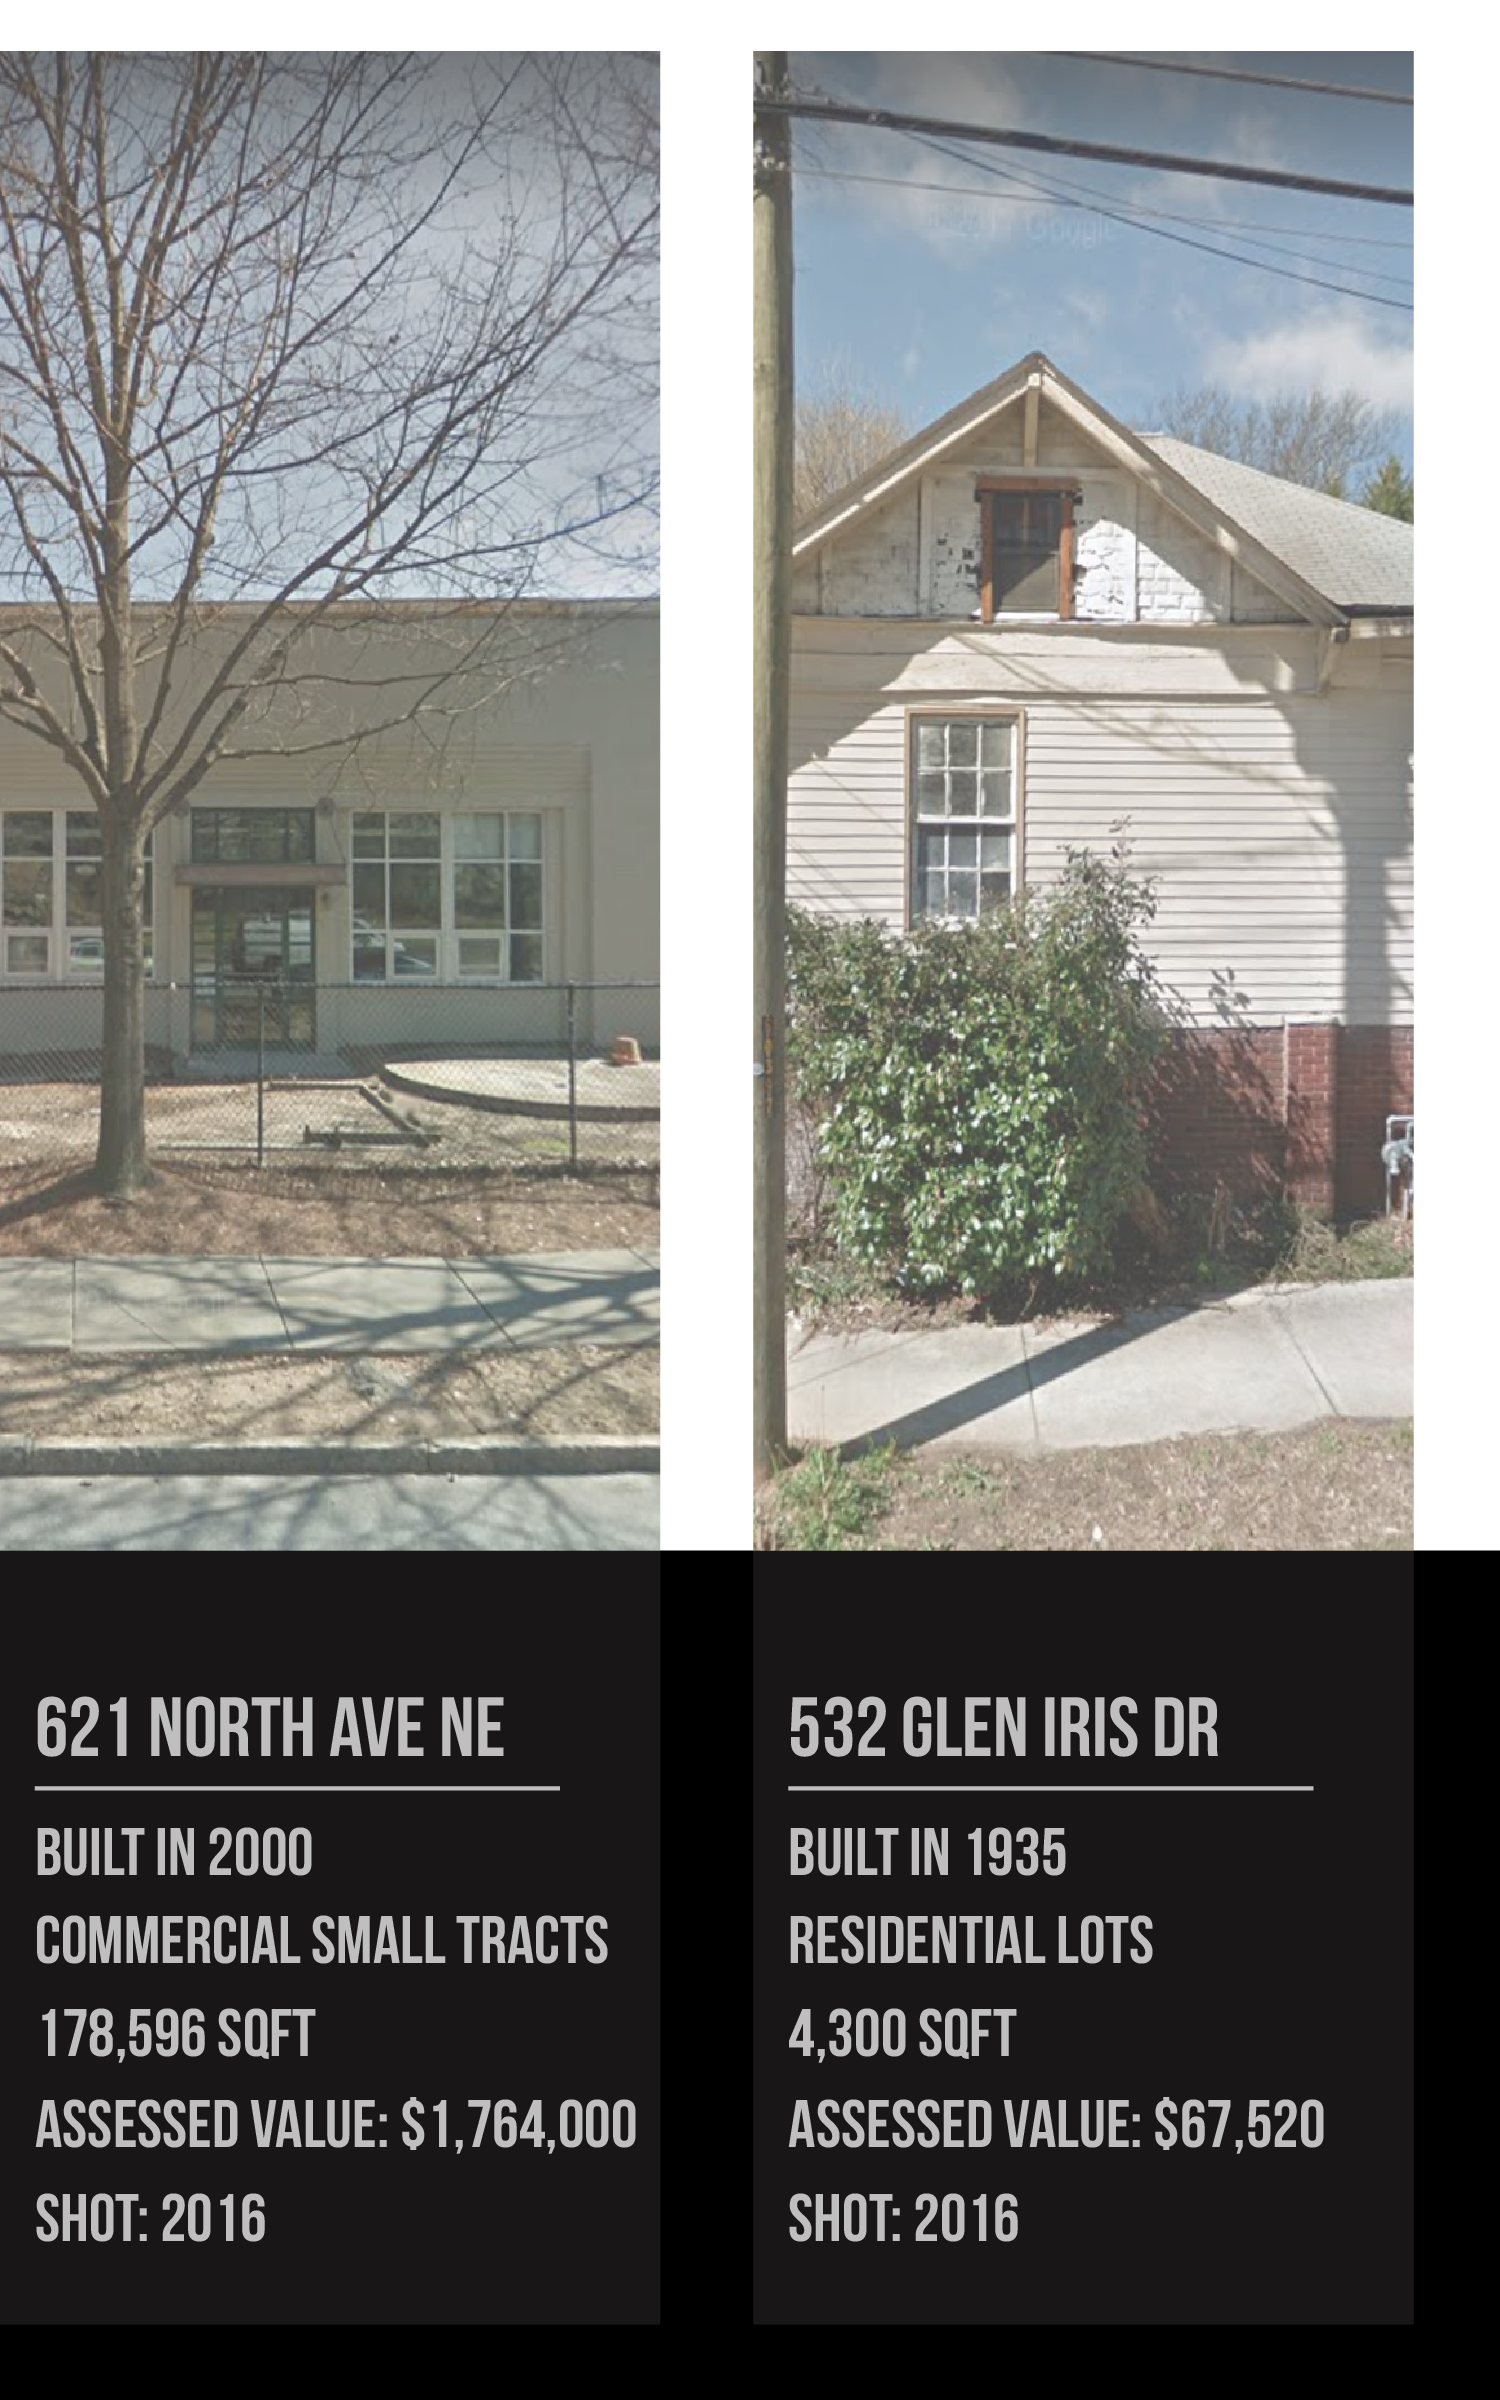 Google
621 NORTH AVE NE
BUILT IN 2000
COMMERCIAL SMALL TRACTS
178,596 SQFT
ASSESSED VALUE: $1,764,000
SHOT: 2016
532 GLEN IRIS DR
BUILT IN 1935
RESIDENTIAL LOTS
4,300 SQFT
ASSESSED VALUE: $67,520
SHOT: 2016